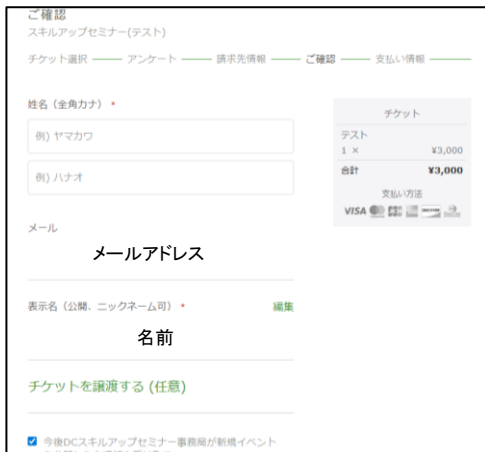 ご確認
スキルアップセミナー(テスト)
チケット選択 アンケート 請求先情報 ご確認 支払い情報
姓名（全角カナ） *
例) ヤマカワ
例) ハナオ
メール
メールアドレス
表示名（公開、ニックネーム可） * 編集
名前
チケットを譲渡する (任意)
今後DCスキルアップセミナー事務局が新規イベント
チケット
テスト
1 × ¥3,000
合計 ¥3,000
支払い方法
VISA